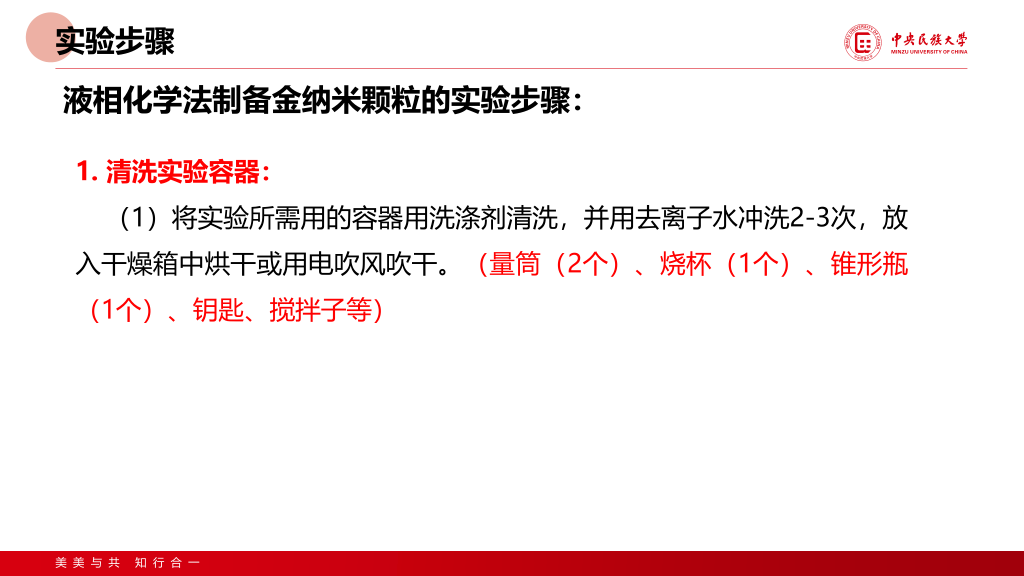 实验步骤
中央民族大学
MINZU UNIVERSITY OF CHINA
液相化学法制备金纳米颗粒的实验步骤：
1. 清洗实验容器：
（1）将实验所需用的容器用洗涤剂清洗，并用去离子水冲洗2-3次，放
入干燥箱中烘干或用电吹风吹干。（量筒（2个）、烧杯（1个）、锥形瓶
（1个）、钥匙、搅拌子等）
美美与共 知行合一